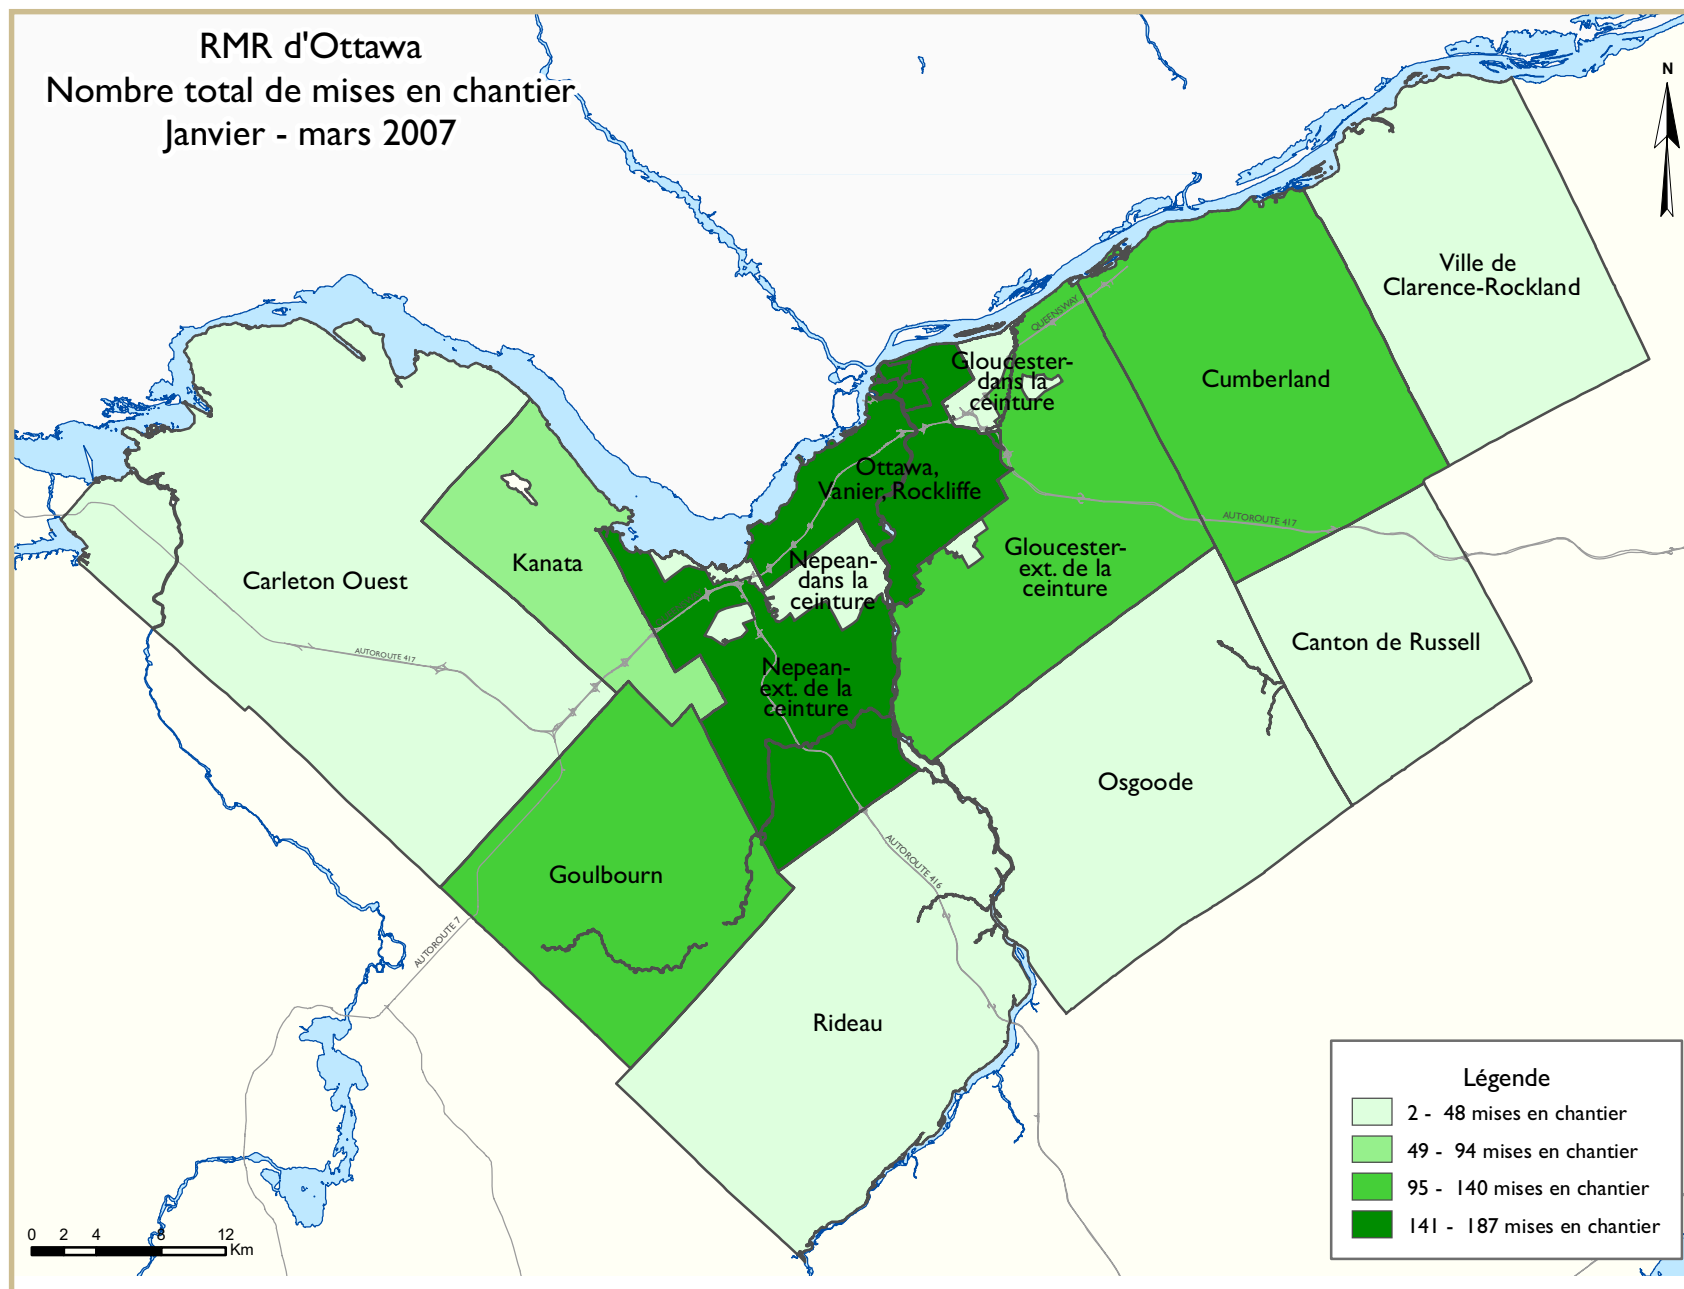 RMR d'Ottawa
Nombre total de mises en chantier
Janvier - mars 2007
N
Ville de
Clarence-Rockland
QUEENSWAY
Gloucester-
dans la
ceinture
Cumberland
Ottawa,
Vanier, Rockliffe
AUTOROUTE 417
Kanata
Nepean-
dans la
ceinture
Gloucester-
ext. de la
ceinture
Carleton Ouest
Canton de Russell
AUTOROUTE 417
Nepean-
ext. de la
ceinture
Osgoode
Goulbourn
AUTOROUTE 416
AUTOROUTE 7
Rideau
Légende
2 - 48 mises en chantier
49 - 94 mises en chantier
95 - 140 mises en chantier
141 - 187 mises en chantier
0 2 4 8 12
Km